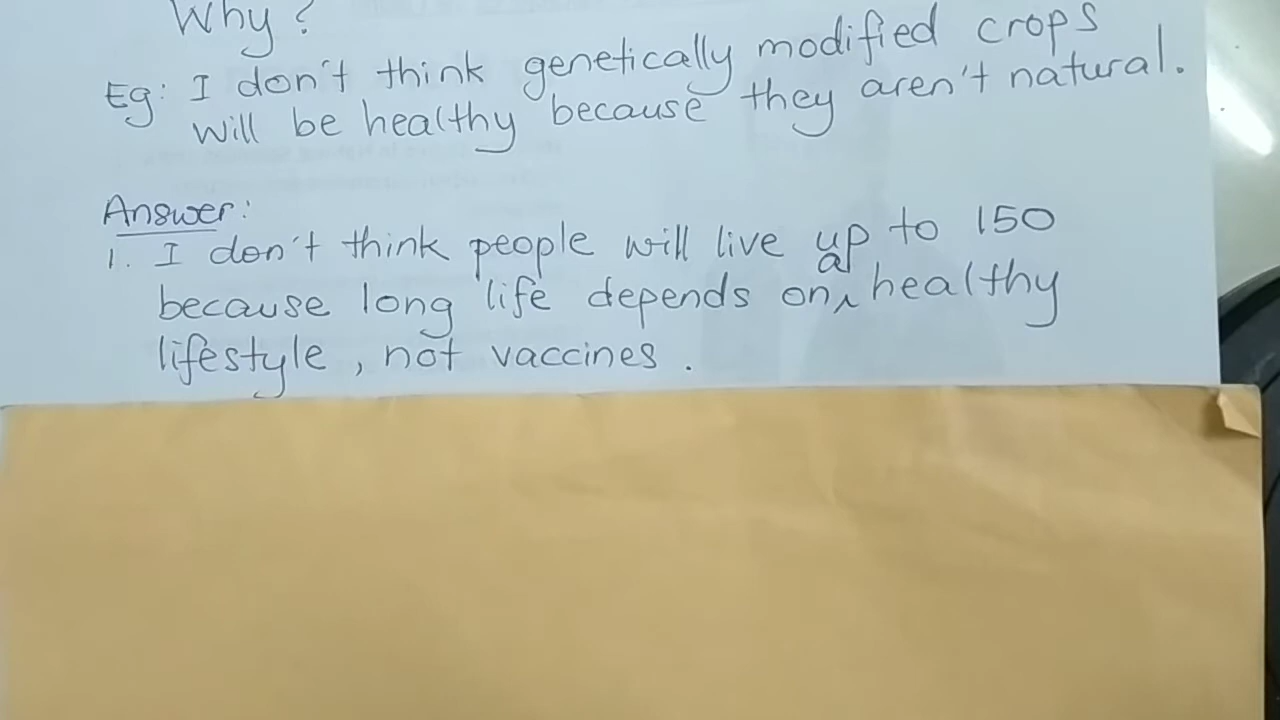 Why?
Eg: I don't think genetically modified crops
will be healthy because they aren't natural.
Answer:
1. I don't think people will live up to 150
because long life depends on a healthy
lifestyle, not vaccines.